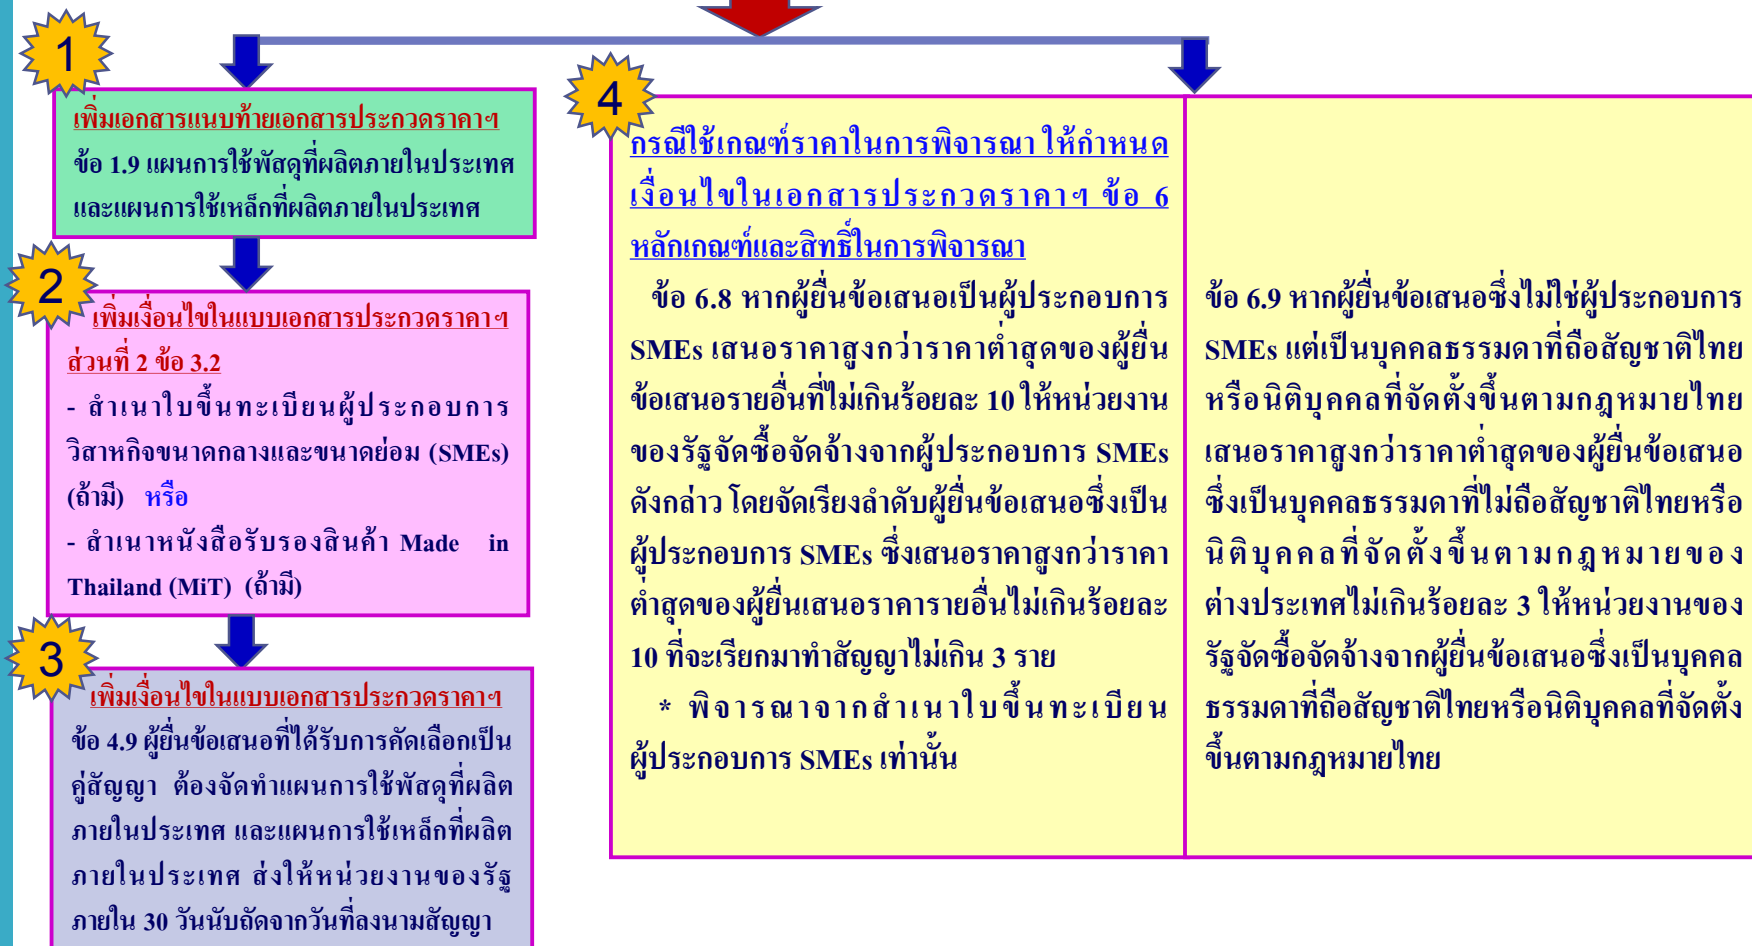 1
เพิ่มเอกสารแนบท้ายเอกสารประกวดราคาฯ
ข้อ 1.9 แผนการใช้พัสดุที่ผลิตภายในประเทศ
และแผนการใช้เหล็กที่ผลิตภายในประเทศ
2
เพิ่มเงื่อนไขในแบบเอกสารประกวดราคาฯ
ส่วนที่ 2 ข้อ 3.2
- สำเนาใบขึ้นทะเบียนผู้ประกอบการ
วิสาหกิจขนาดกลางและขนาดย่อม (SMEs)
(ถ้ามี) หรือ
- สำเนาหนังสือรับรองสินค้า Made in
Thailand (MiT) (ถ้ามี)
3
เพิ่มเงื่อนไขในแบบเอกสารประกวดราคาฯ
ข้อ 4.9 ผู้ยื่นข้อเสนอที่ได้รับการคัดเลือกเป็น
คู่สัญญา ต้องจัดทำแผนการใช้พัสดุที่ผลิต
ภายในประเทศ และแผนการใช้เหล็กที่ผลิต
ภายในประเทศ ส่งให้หน่วยงานของรัฐ
ภายใน 30 วันนับถัดจากวันที่ลงนามสัญญา
4
กรณีใช้เกณฑ์ราคาในการพิจารณา ให้กำหนด
เงื่อนไขในเอกสารประกวดราคาฯ ข้อ 6
หลักเกณฑ์และสิทธิ์ในการพิจารณา
ข้อ 6.8 หากผู้ยื่นข้อเสนอเป็นผู้ประกอบการ
SMEs เสนอราคาสูงกว่าราคาต่ำสุดของผู้ยื่น
ข้อเสนอรายอื่นที่ไม่เกินร้อยละ 10 ให้หน่วยงาน
ของรัฐจัดซื้อจัดจ้างจากผู้ประกอบการ SMEs
ดังกล่าว โดยจัดเรียงลำดับผู้ยื่นข้อเสนอซึ่งเป็น
ผู้ประกอบการ SMEs ซึ่งเสนอราคาสูงกว่าราคา
ต่ำสุดของผู้ยื่นเสนอราคารายอื่นไม่เกินร้อยละ
10 ที่จะเรียกมาทำสัญญาไม่เกิน 3 ราย
* พิจารณาจากสำเนาใบขึ้นทะเบียน
ผู้ประกอบการ SMEs เท่านั้น
ข้อ 6.9 หากผู้ยื่นข้อเสนอซึ่งไม่ใช่ผู้ประกอบการ
SMEs แต่เป็นบุคคลธรรมดาที่ถือสัญชาติไทย
หรือนิติบุคคลที่จัดตั้งขึ้นตามกฎหมายไทย
เสนอราคาสูงกว่าราคาต่ำสุดของผู้ยื่นข้อเสนอ
ซึ่งเป็นบุคคลธรรมดาที่ไม่ถือสัญชาติไทยหรือ
นิติบุคคลที่จัดตั้งขึ้นตามกฎหมายของ
ต่างประเทศไม่เกินร้อยละ 3 ให้หน่วยงานของ
รัฐจัดซื้อจัดจ้างจากผู้ยื่นข้อเสนอซึ่งเป็นบุคคล
ธรรมดาที่ถือสัญชาติไทยหรือนิติบุคคลที่จัดตั้ง
ขึ้นตามกฎหมายไทย